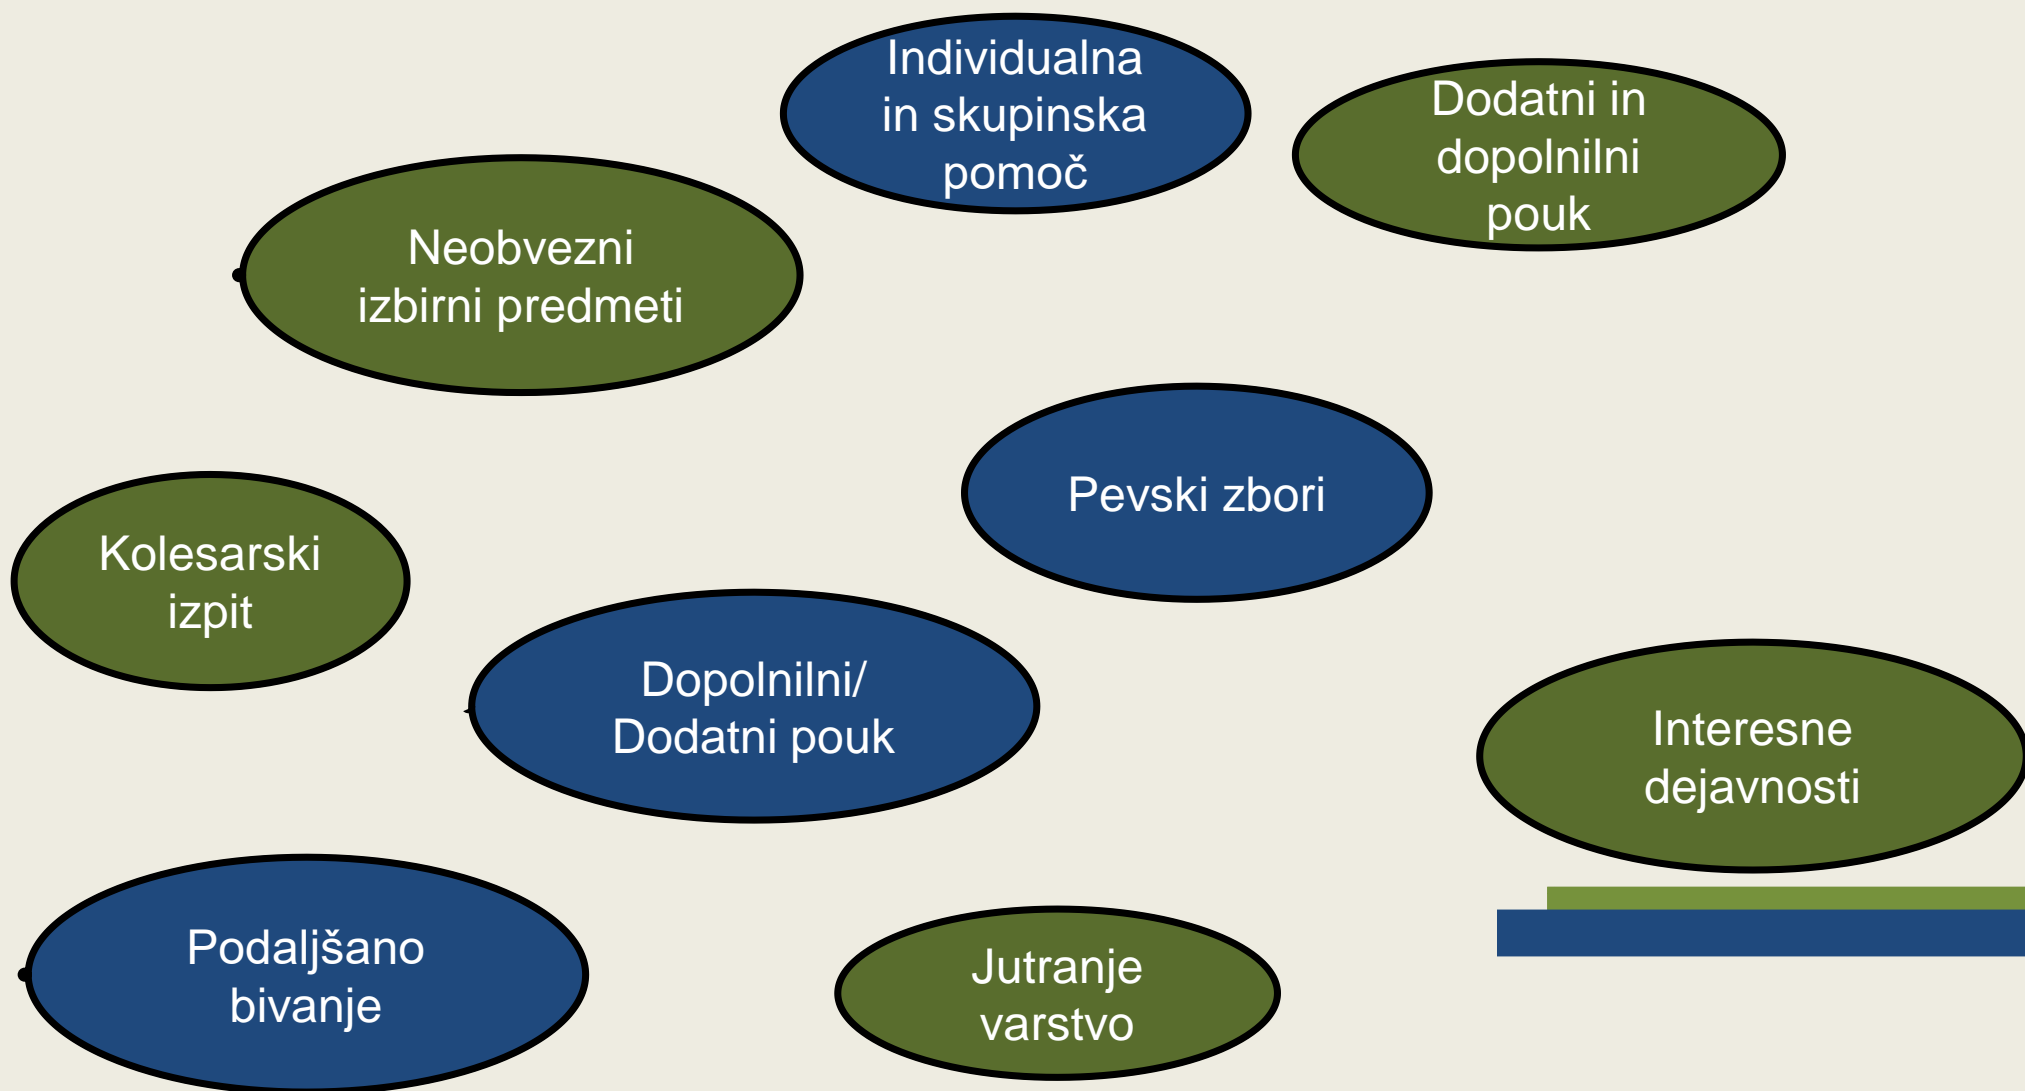 Individualna
in skupinska
pomoč
Dodatni in
dopolnilni
pouk
Neobvezni
izbirni predmeti
Pevski zbori
Kolesarski
izpit
Dopolnilni/
Dodatni pouk
Interesne
dejavnosti
Podaljšano
bivanje
Jutranje
varstvo